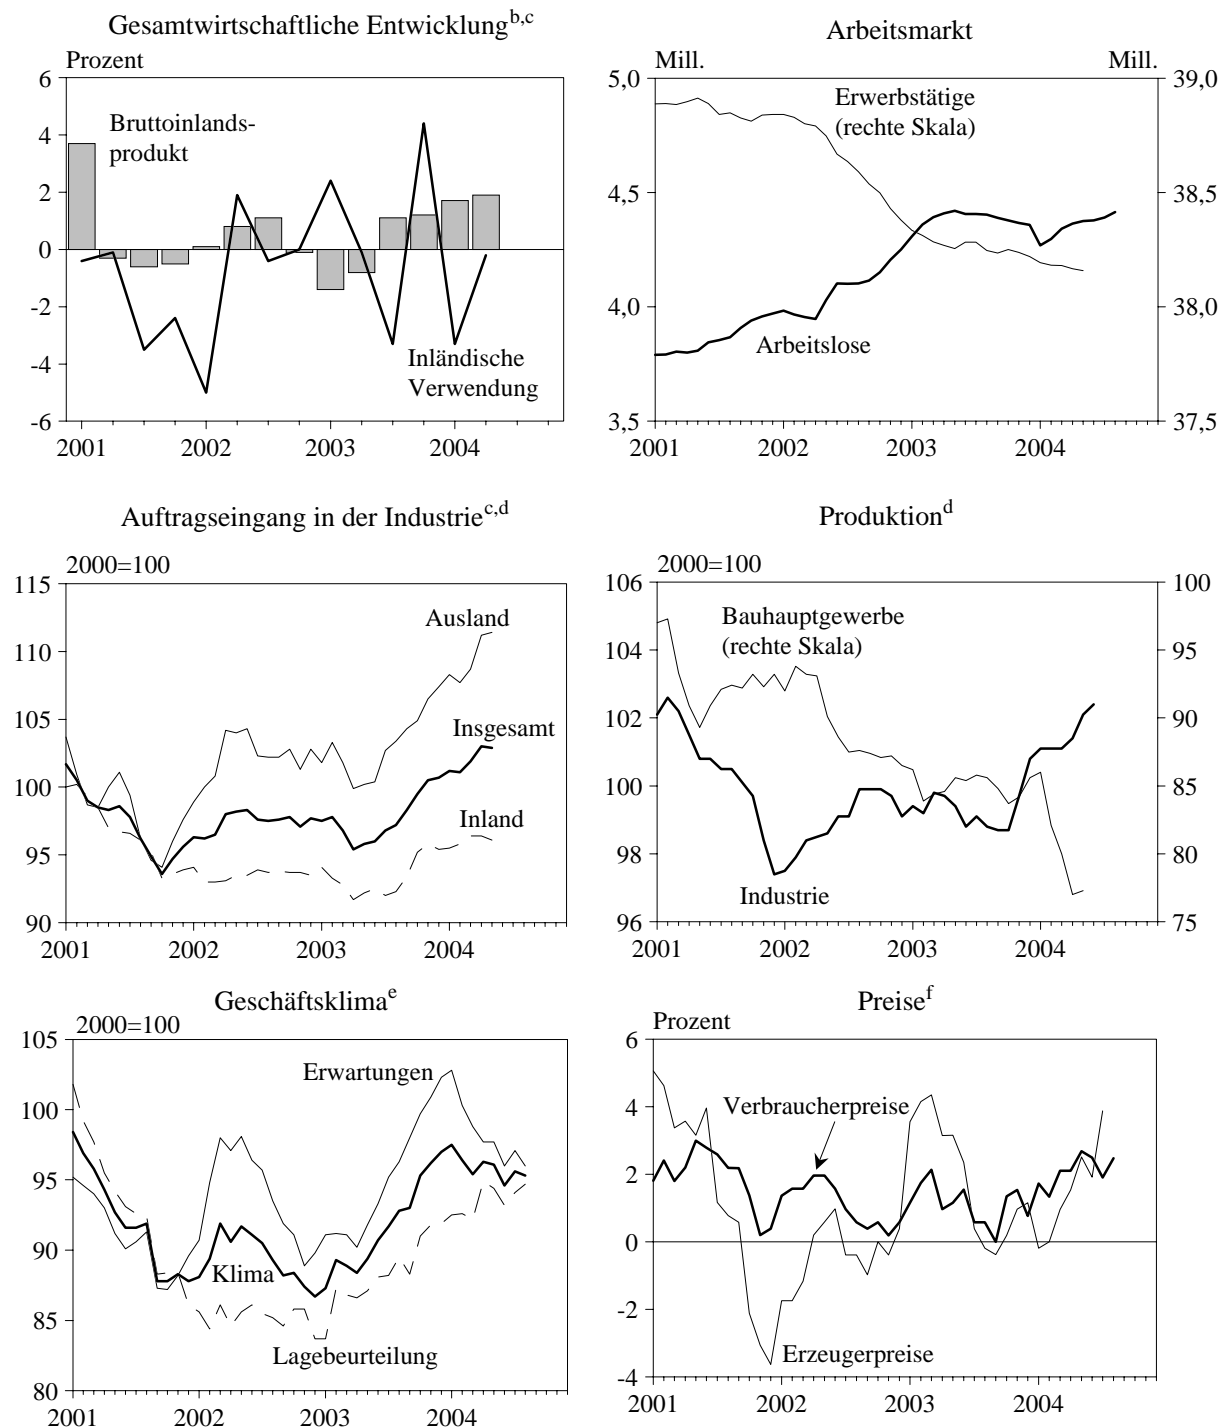 Gesamtwirtschaftliche Entwicklung^b,c
Prozent
6
4
2
0
-2
-4
-6
Bruttoinlands-
produkt
Inländische
Verwendung
2001 2002 2003 2004
Arbeitsmarkt
Mill. Mill.
5,0
4,5
4,0
3,5
39,0
38,5
38,0
37,5
Erwerbstätige
(rechte Skala)
Arbeitslose
2001 2002 2003 2004
Auftragseingang in der Industrie^c,d
2000=100
115
110
105
100
95
90
Ausland
Insgesamt
Inland
2001 2002 2003 2004
Produktion^d
2000=100
106
104
102
100
98
96
100
95
90
85
80
75
Bauhauptgewerbe
(rechte Skala)
Industrie
2001 2002 2003 2004
Geschäftsklima^e
2000=100
105
100
95
90
85
80
Erwartungen
Klima
Lagebeurteilung
2001 2002 2003 2004
Preise^f
Prozent
6
4
2
0
-2
-4
Verbraucherpreise
Erzeugerpreise
2001 2002 2003 2004